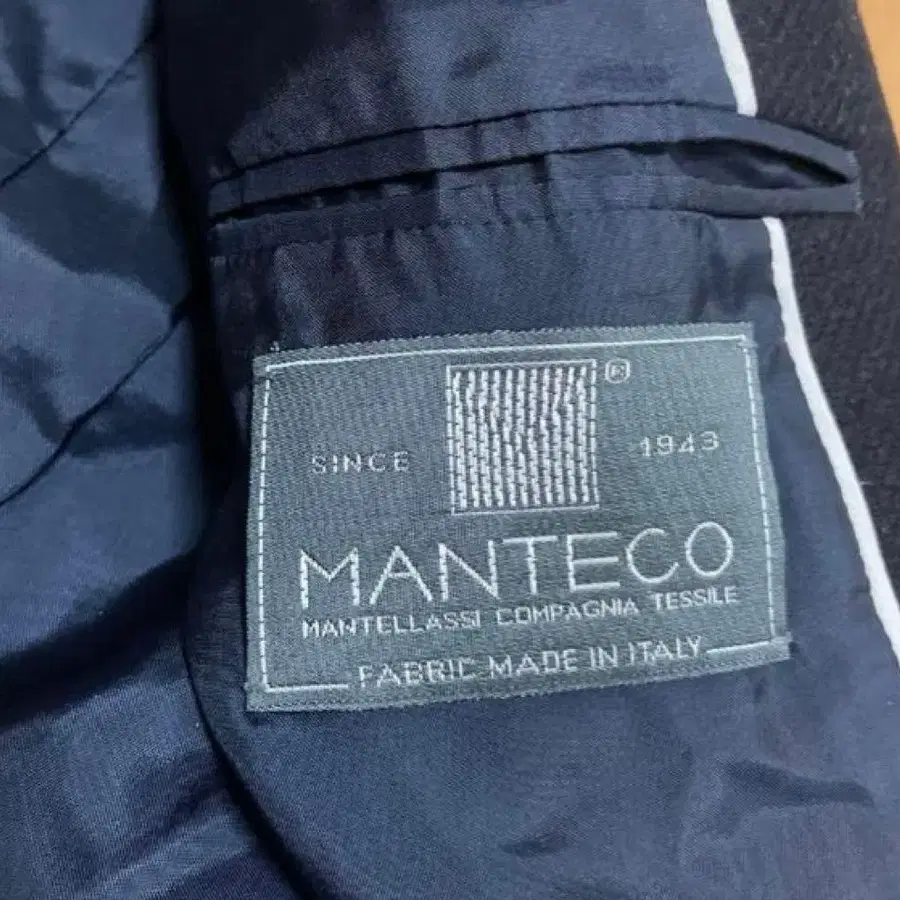 ®
SINCE 1943
MANTECO
MANTELLASSI COMPAGNIA TESSILE
FABRIC MADE IN ITALY